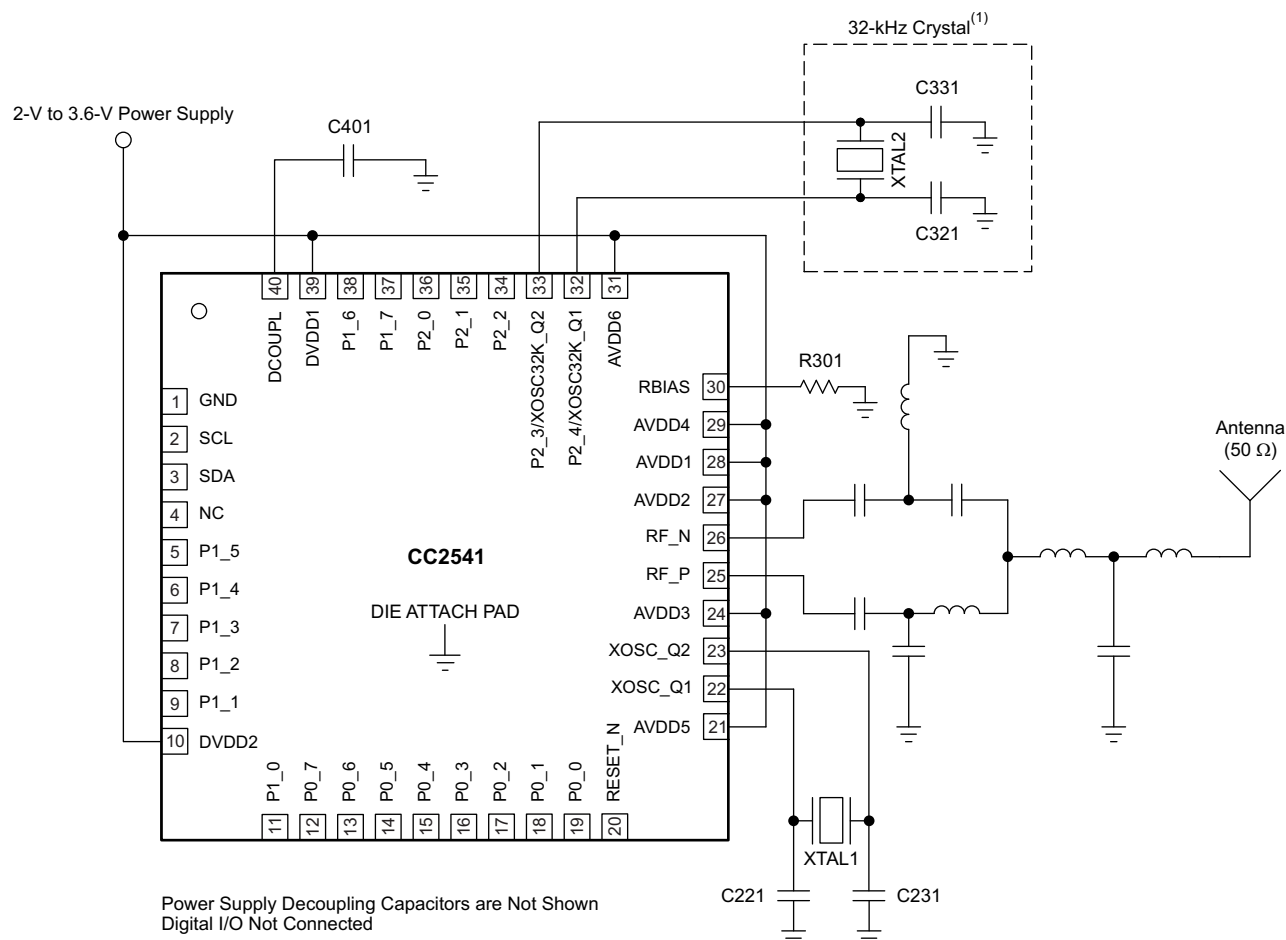 32-kHz Crystal(1)
C331
2-V to 3.6-V Power Supply
C401
XTAL2
C321
40
39
38
37
36
35
34
33
32
31
DCOUPL
DVDD1
P1_6
P1_7
P2_0
P2_1
P2_2
P2_3/XOSC32K_Q2
P2_4/XOSC32K_Q1
AVDD6
R301
RBIAS 30
1 GND
AVDD4 29
2 SCL
AVDD1 28
3 SDA
AVDD2 27
4 NC
RF_N 26
5 P1_5
RF_P 25
6 P1_4
AVDD3 24
7 P1_3
XOSC_Q2 23
8 P1_2
XOSC_Q1 22
9 P1_1
AVDD5 21
10 DVDD2
Antenna
(50 Ω)
CC2541
DIE ATTACH PAD
P1_0
P0_7
P0_6
P0_5
P0_4
P0_3
P0_2
P0_1
P0_0
RESET_N
11
12
13
14
15
16
17
18
19
20
XTAL1
C221
C231
Power Supply Decoupling Capacitors are Not Shown
Digital I/O Not Connected